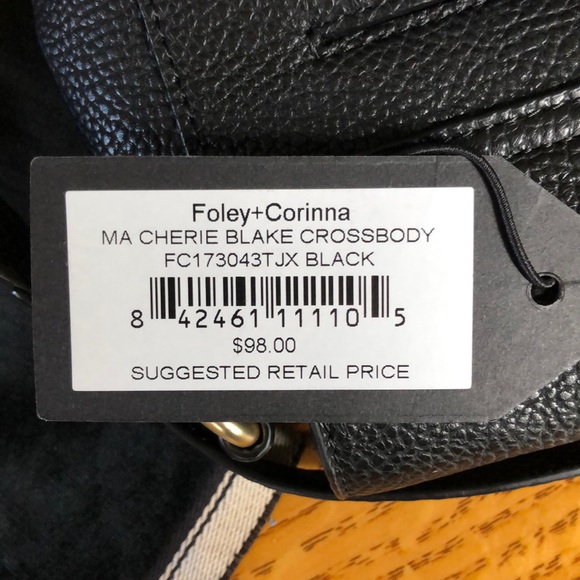 Foley+Corinna
MA CHERIE BLAKE CROSSBODY
FC173043TJX BLACK
8 42461 11110 5
$98.00
SUGGESTED RETAIL PRICE